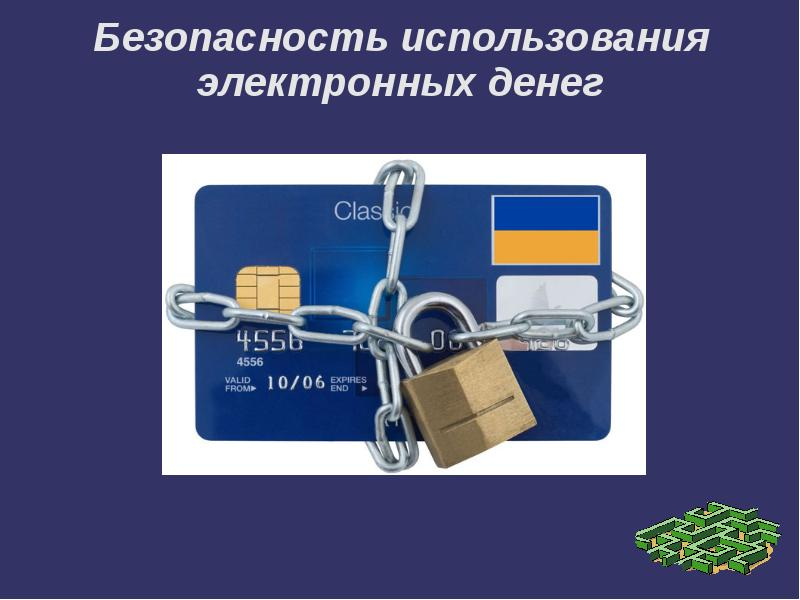 Безопасность использования
электронных денег
Classic
4556
4556
VALID
FROM
10/06
EXPIRES
END